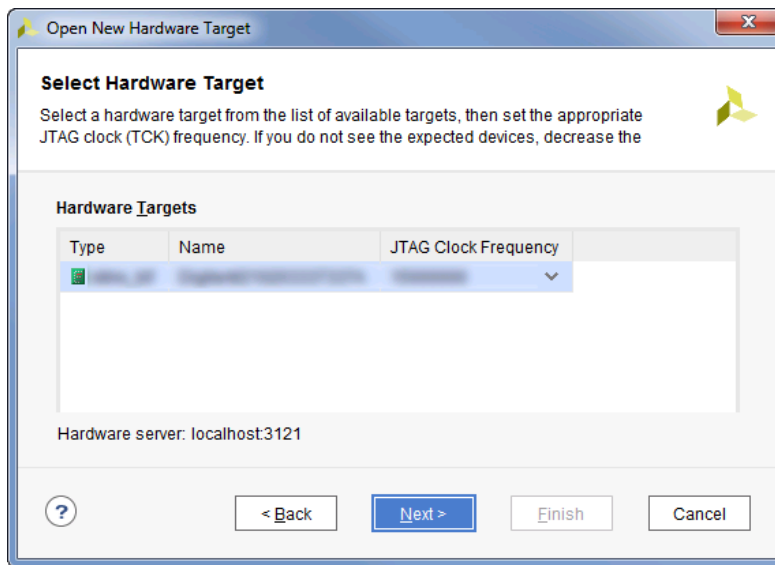 Open New Hardware Target
Select Hardware Target
Select a hardware target from the list of available targets, then set the appropriate
JTAG clock (TCK) frequency. If you do not see the expected devices, decrease the
Hardware Targets
Type Name JTAG Clock Frequency
Hardware server: localhost:3121
? < Back Next > Finish Cancel